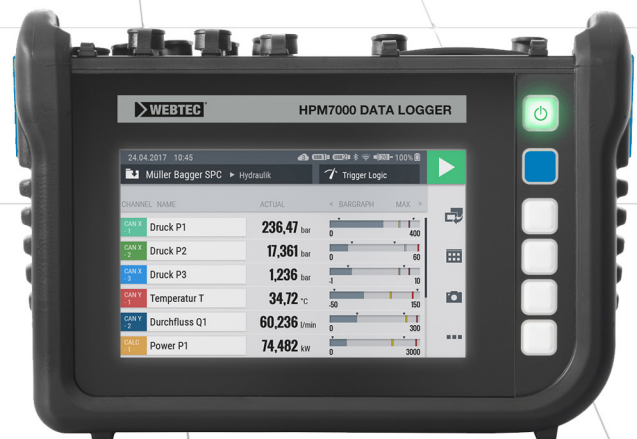 WEBTEC
HPM7000 DATA LOGGER
24.04.2017 10:45 100%
Müller Bagger SPC Hydraulik Trigger Logic
CHANNEL NAME ACTUAL < BARGRAPH MAX >
CAN X - 1 Druck P1 236,47 bar 0 400
CAN X - 2 Druck P2 17,361 bar 0 60
CAN X - 3 Druck P3 1,236 bar -1 10
CAN Y - 1 Temperatur T 34,72 °C -50 150
CAN Y - 2 Durchfluss Q1 60,236 l/min 0 300
CALC - 1 Power P1 74,482 kW 0 3000